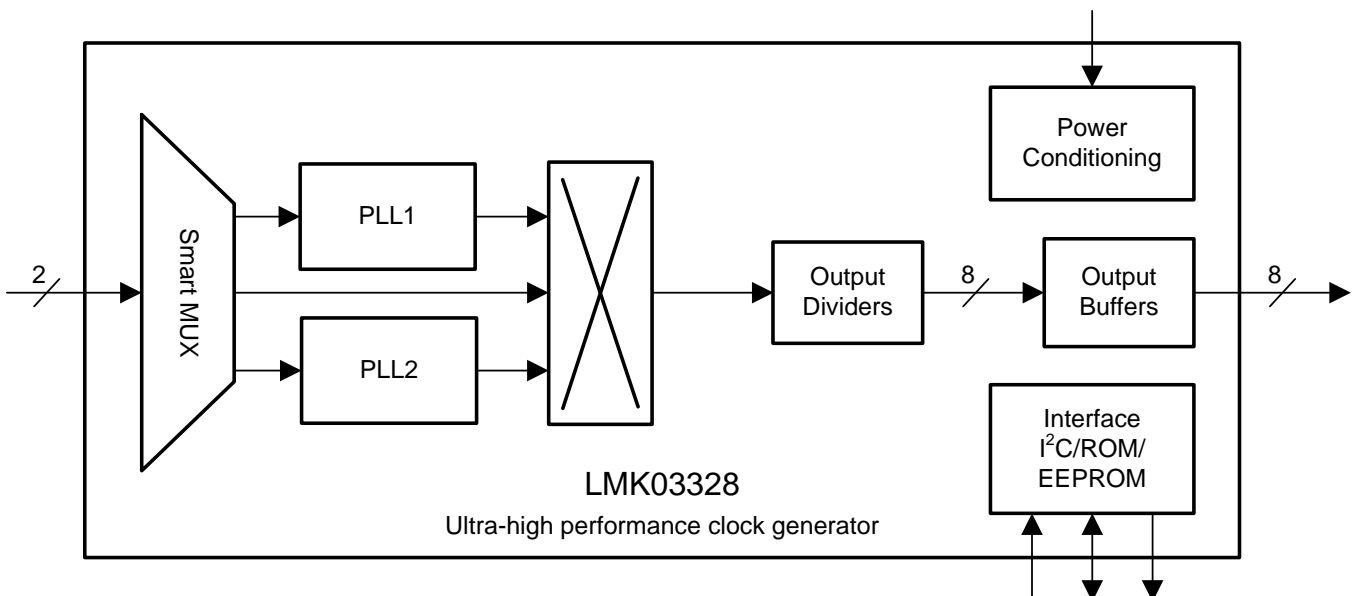 Power
Conditioning
PLL1
Smart MUX
2
Output
Dividers
8
Output
Buffers
8
PLL2
Interface
I²C/ROM/
EEPROM
LMK03328
Ultra-high performance clock generator